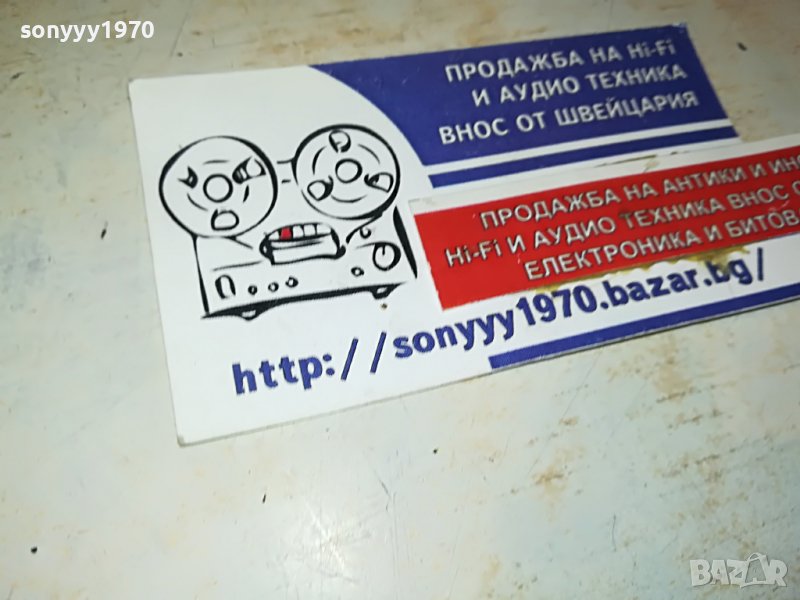 sonyyy1970
ПРОДАЖБА НА Hi-Fi
И АУДИО ТЕХНИКА
ВНОС ОТ ШВЕЙЦАРИЯ
ПРОДАЖБА НА АНТИКИ И
Hi-Fi И АУДИО ТЕХНИКА ВНОС
ЕЛЕКТРОНИКА И
http://sonyyy1970.bazar.bg/
BAZAR